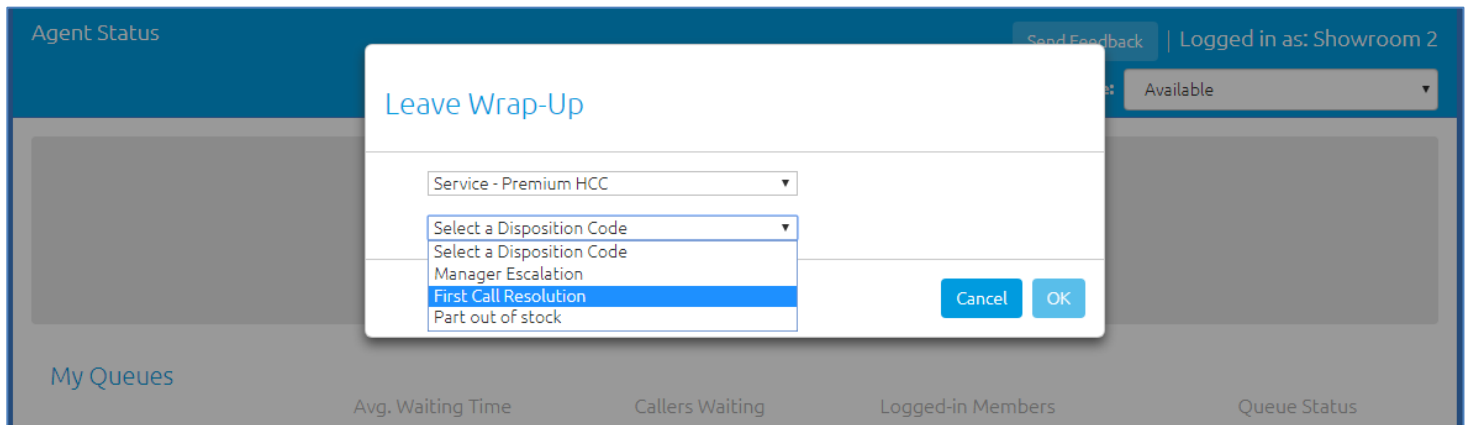 Agent Status
Send Feedback | Logged in as: Showroom 2
Available
Leave Wrap-Up
Service - Premium HCC
Select a Disposition Code
Select a Disposition Code
Manager Escalation
First Call Resolution
Part out of stock
Cancel OK
My Queues
Avg. Waiting Time Callers Waiting Logged-in Members Queue Status